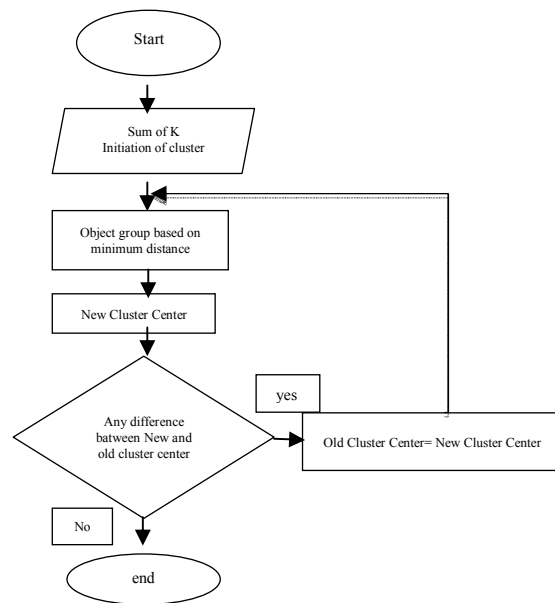 Start
Sum of K
Initiation of cluster
Object group based on
minimum distance
New Cluster Center
yes
Any difference
batween New and
old cluster center
Old Cluster Center= New Cluster Center
No
end